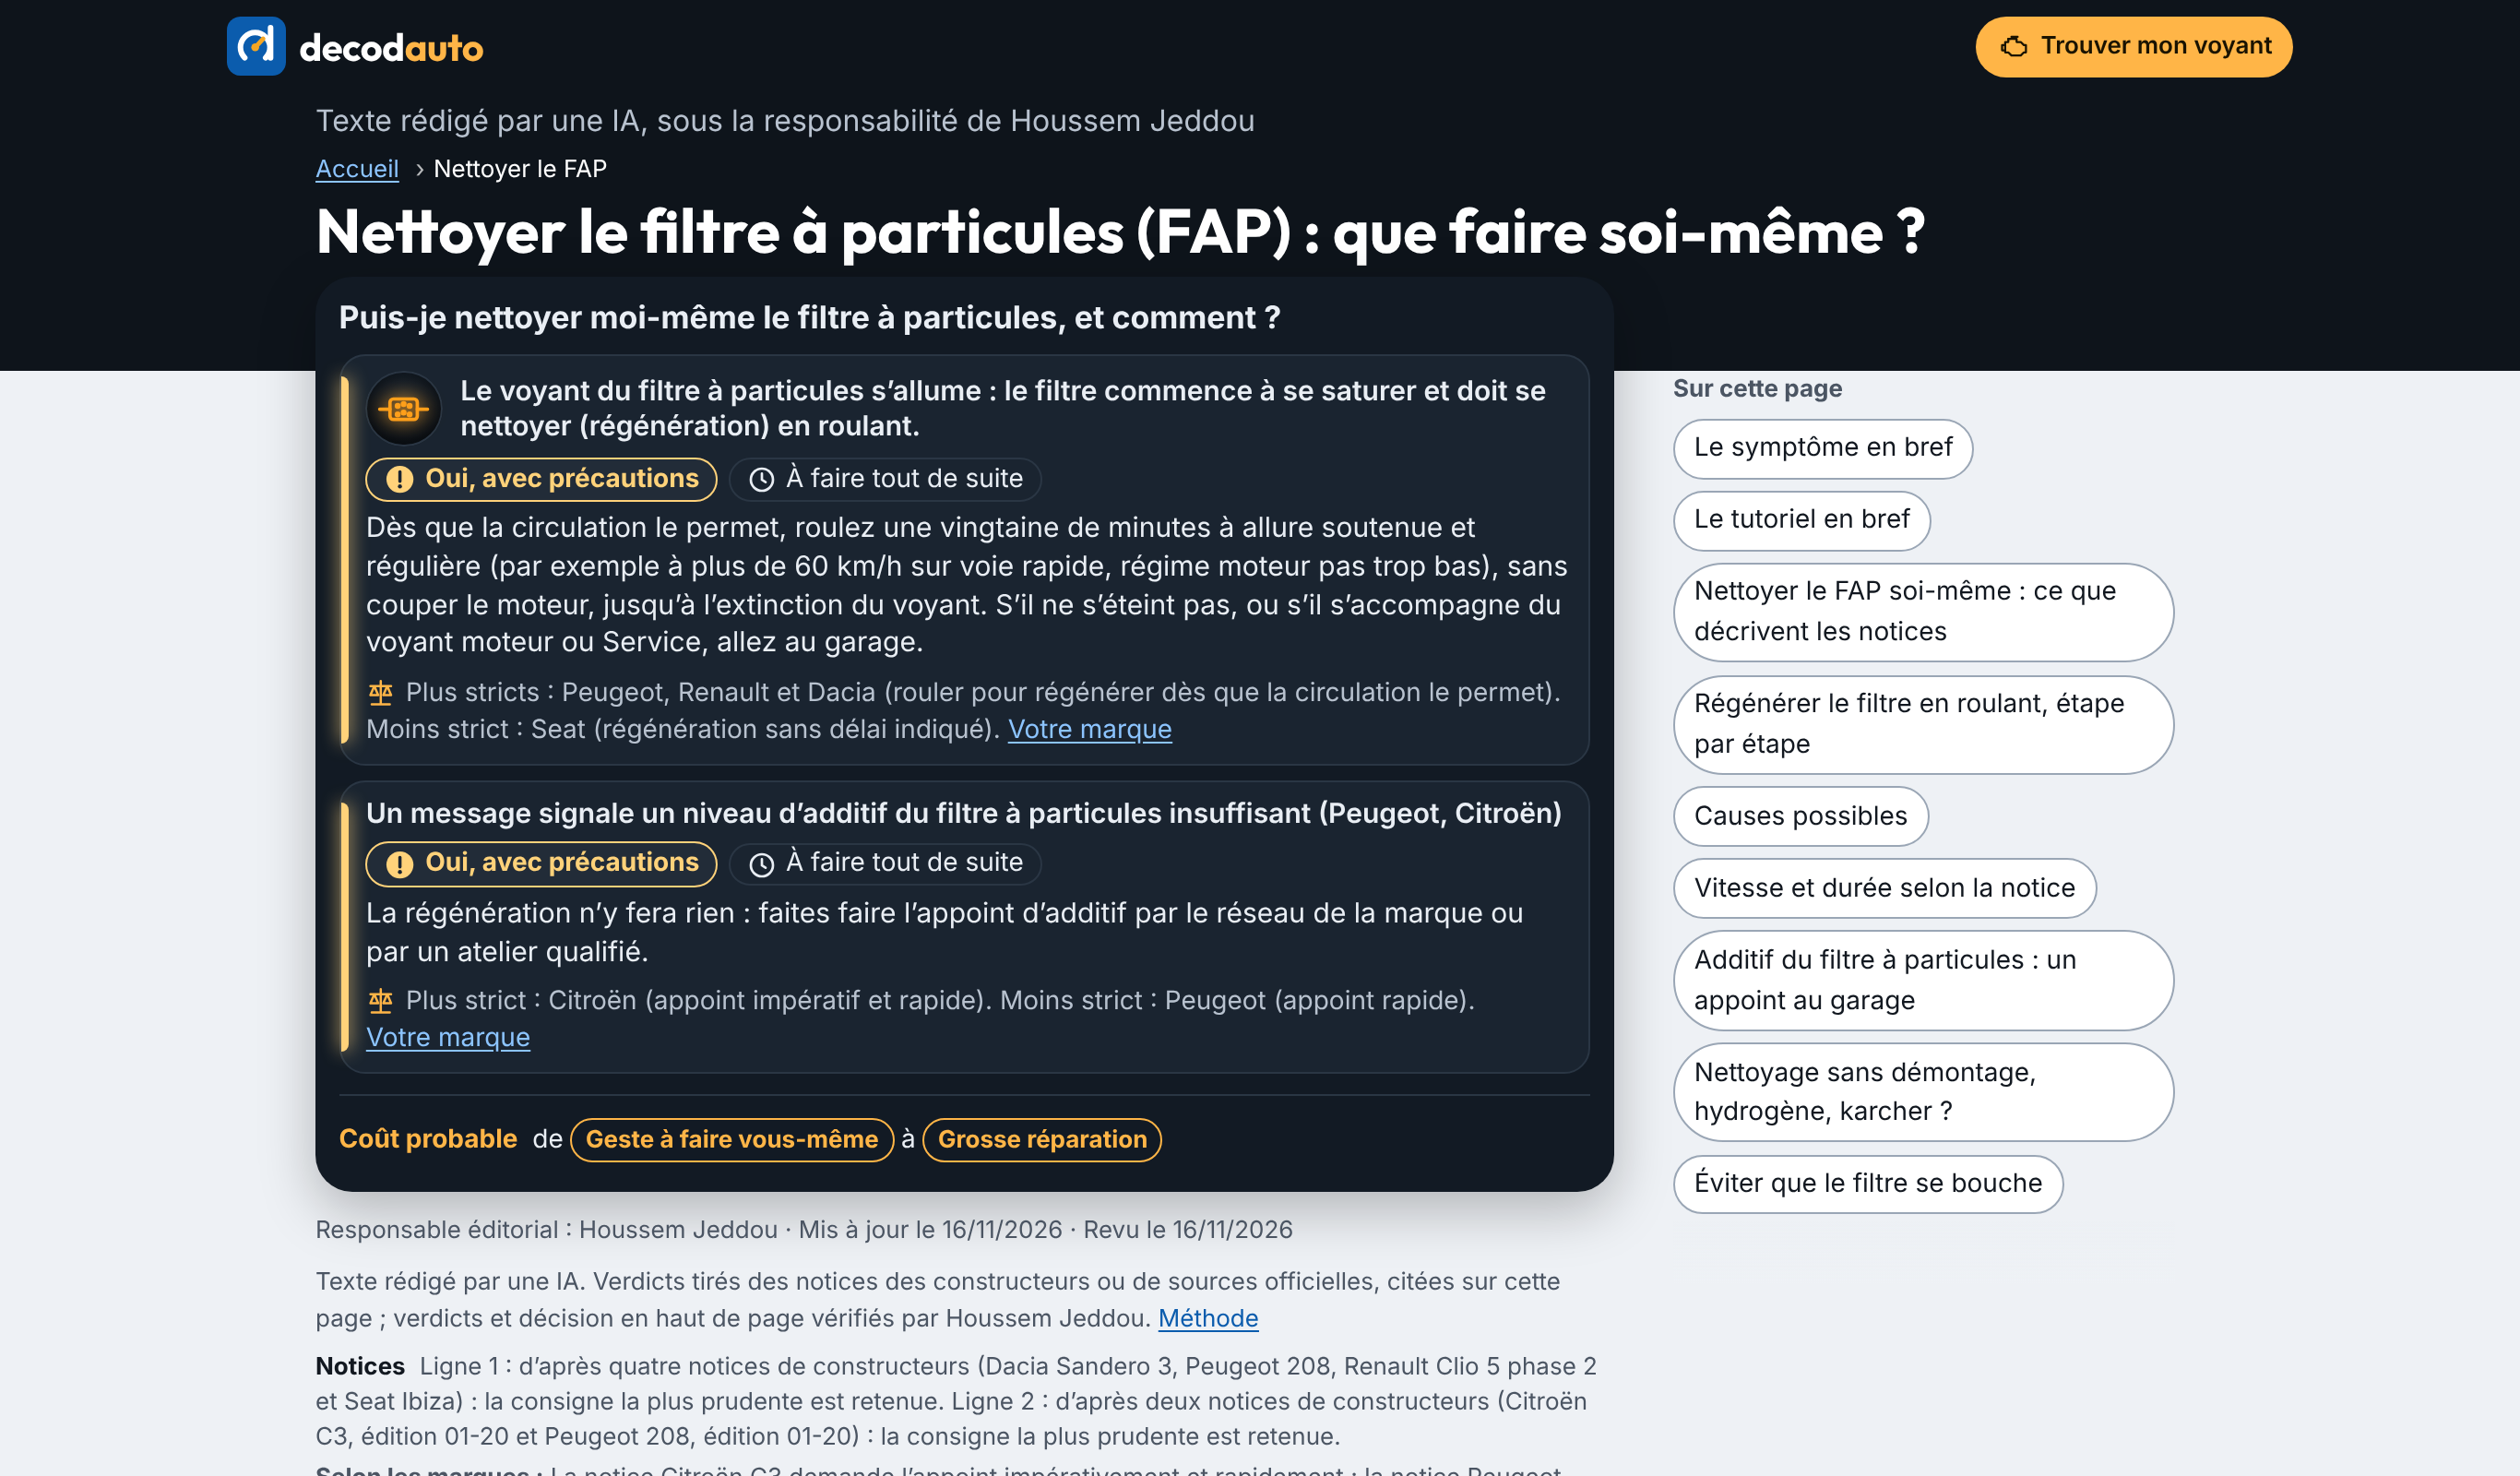 decodauto
Trouver mon voyant
Texte rédigé par une IA, sous la responsabilité de Houssem Jeddou
Accueil › Nettoyer le FAP
Nettoyer le filtre à particules (FAP) : que faire soi-même ?
Puis-je nettoyer moi-même le filtre à particules, et comment ?
Le voyant du filtre à particules s’allume : le filtre commence à se saturer et doit se
nettoyer (régénération) en roulant.
Oui, avec précautions
À faire tout de suite
Dès que la circulation le permet, roulez une vingtaine de minutes à allure soutenue et
régulière (par exemple à plus de 60 km/h sur voie rapide, régime moteur pas trop bas), sans
couper le moteur, jusqu’à l’extinction du voyant. S’il ne s’éteint pas, ou s’il s’accompagne du
voyant moteur ou Service, allez au garage.
Plus stricts : Peugeot, Renault et Dacia (rouler pour régénérer dès que la circulation le permet).
Moins strict : Seat (régénération sans délai indiqué). Votre marque
Un message signale un niveau d’additif du filtre à particules insuffisant (Peugeot, Citroën)
Oui, avec précautions
À faire tout de suite
La régénération n’y fera rien : faites faire l’appoint d’additif par le réseau de la marque ou
par un atelier qualifié.
Plus strict : Citroën (appoint impératif et rapide). Moins strict : Peugeot (appoint rapide).
Votre marque
Coût probable de Geste à faire vous-même à Grosse réparation
Sur cette page
Le symptôme en bref
Le tutoriel en bref
Nettoyer le FAP soi-même : ce que
décrivent les notices
Régénérer le filtre en roulant, étape
par étape
Causes possibles
Vitesse et durée selon la notice
Additif du filtre à particules : un
appoint au garage
Nettoyage sans démontage,
hydrogène, karcher ?
Éviter que le filtre se bouche
Responsable éditorial : Houssem Jeddou · Mis à jour le 16/11/2026 · Revu le 16/11/2026
Texte rédigé par une IA. Verdicts tirés des notices des constructeurs ou de sources officielles, citées sur cette
page ; verdicts et décision en haut de page vérifiés par Houssem Jeddou. Méthode
Notices Ligne 1 : d’après quatre notices de constructeurs (Dacia Sandero 3, Peugeot 208, Renault Clio 5 phase 2
et Seat Ibiza) : la consigne la plus prudente est retenue. Ligne 2 : d’après deux notices de constructeurs (Citroën
C3, édition 01-20 et Peugeot 208, édition 01-20) : la consigne la plus prudente est retenue.
Selon les marques : La notice Citroën C3 demande l’appoint impérativement et rapidement ; la notice Peugeot